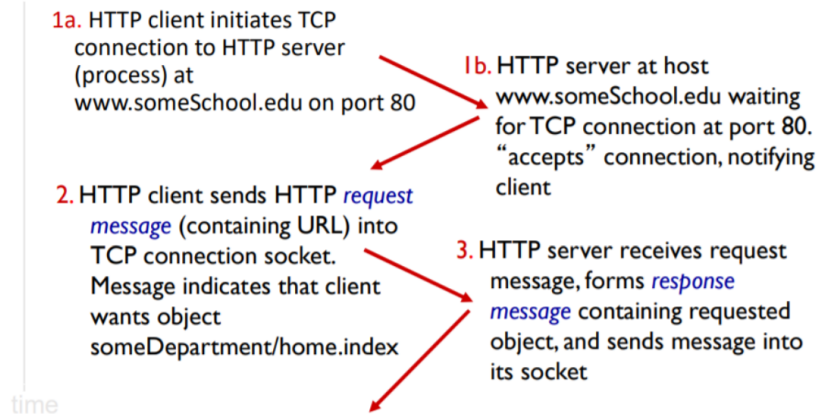 1a. HTTP client initiates TCP
connection to HTTP server
(process) at
www.someSchool.edu on port 80
1b. HTTP server at host
www.someSchool.edu waiting
for TCP connection at port 80.
“accepts” connection, notifying
client
2. HTTP client sends HTTP request
message (containing URL) into
TCP connection socket.
Message indicates that client
wants object
someDepartment/home.index
3. HTTP server receives request
message, forms response
message containing requested
object, and sends message into
its socket
time